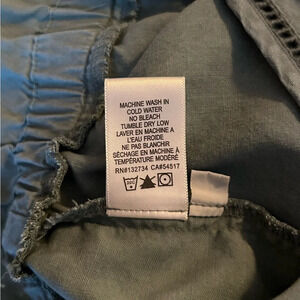 MACHINE WASH IN
COLD WATER
NO BLEACH
TUMBLE DRY LOW
LAVER EN MACHINE A
L'EAU FROIDE
NE PAS BLANCHIR
SÉCHAGE EN MACHINE À
TEMPÉRATURE MODÉRÉ
RN#132734 CA#54517